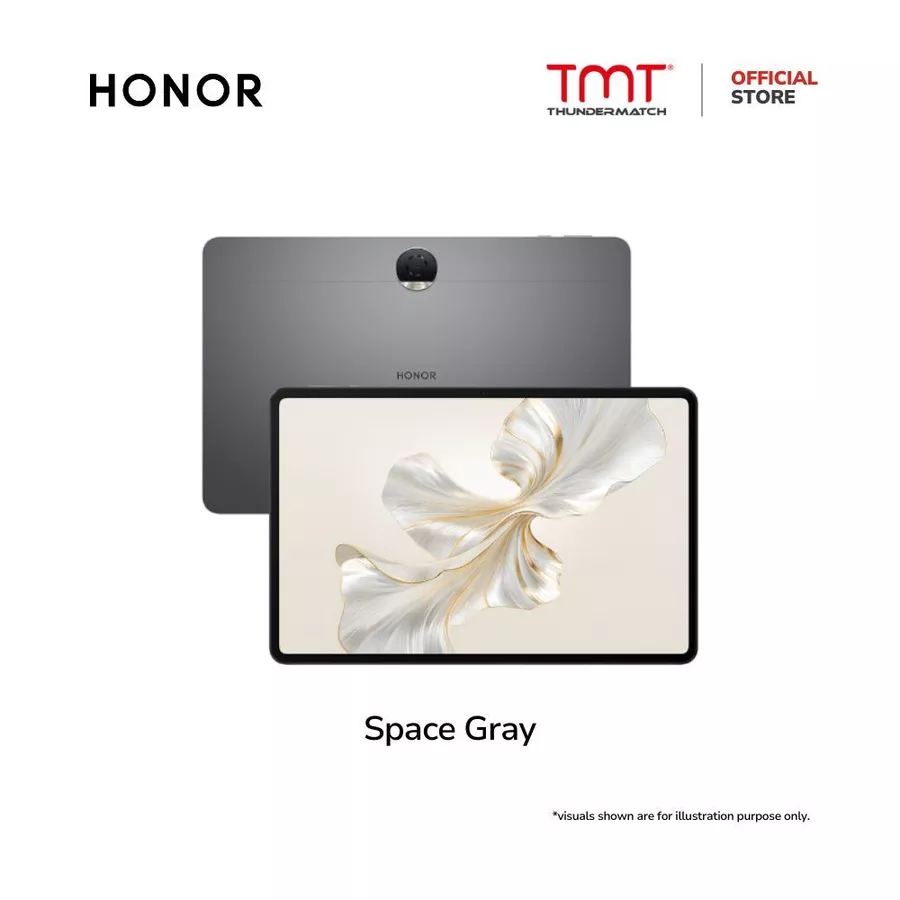 HONOR
TMT®
THUNDERMATCH
OFFICIAL
STORE
HONOR
Space Gray
*visuals shown are for illustration purpose only.